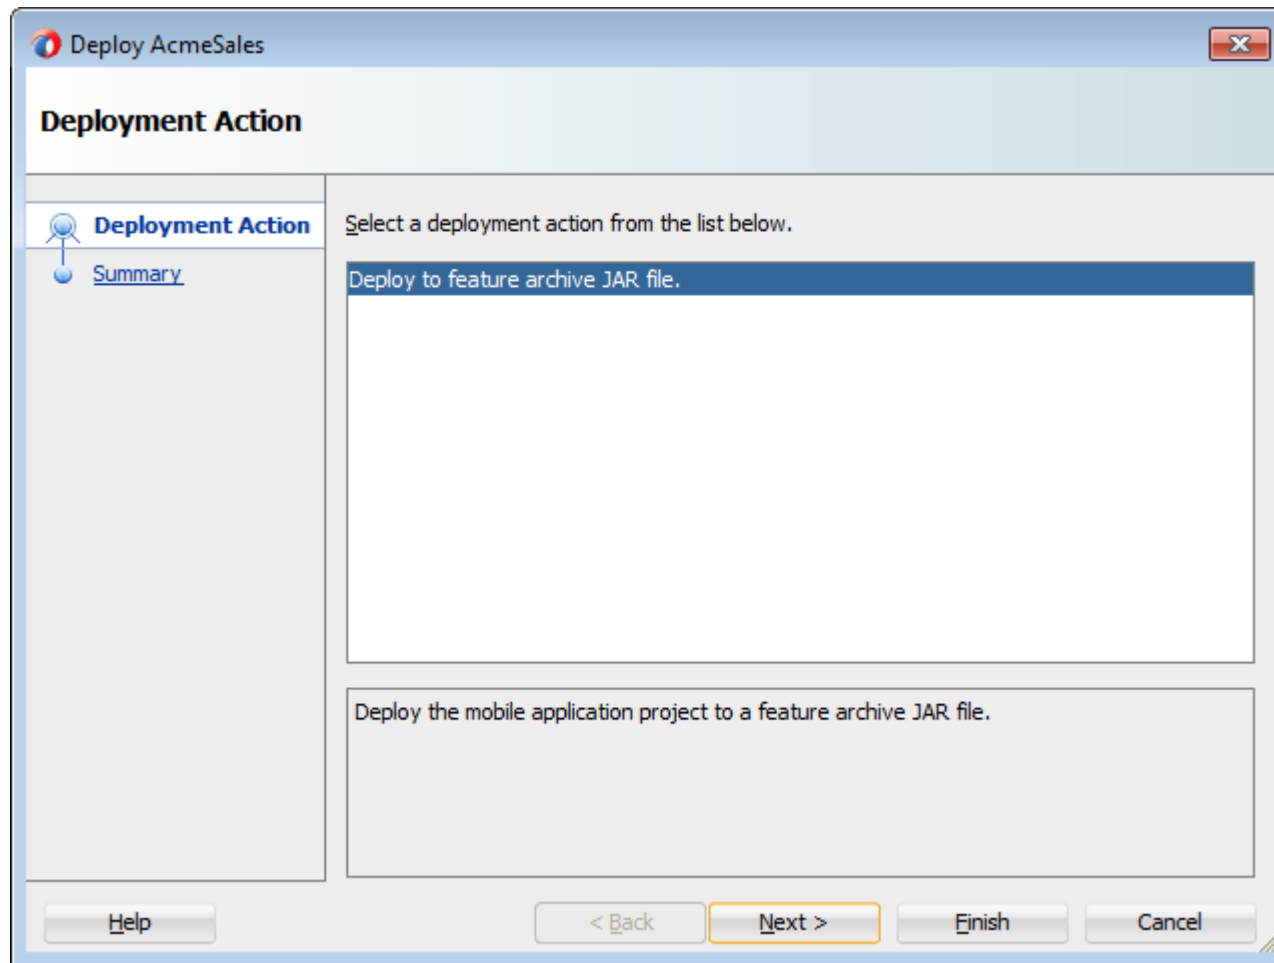 Deploy AcmeSales
Deployment Action
Deployment Action
Summary
Select a deployment action from the list below.
Deploy to feature archive JAR file.
Deploy the mobile application project to a feature archive JAR file.
Help
< Back
Next >
Finish
Cancel